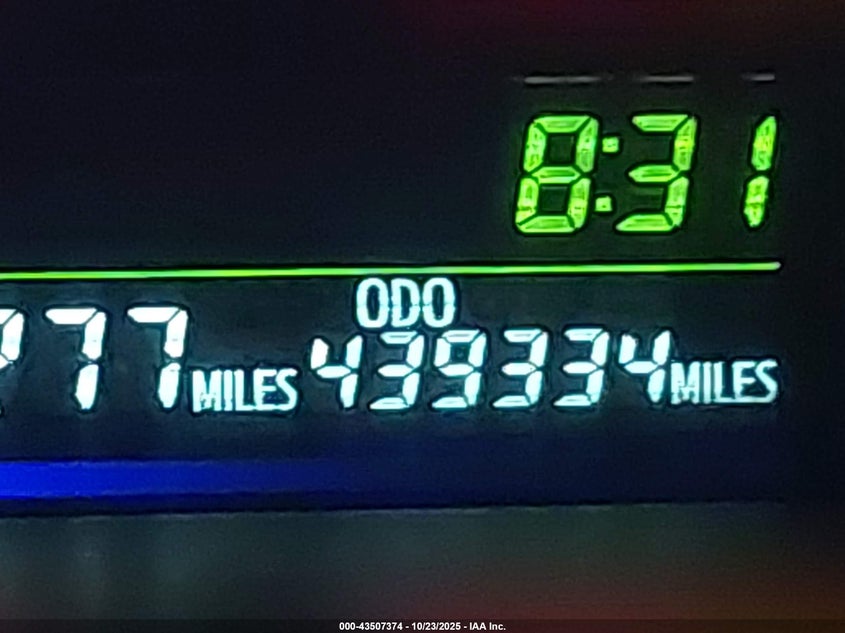 8:31
ODO
77 MILES 439334 MILES
000-43507374 - 10/23/2025 - IAA Inc.